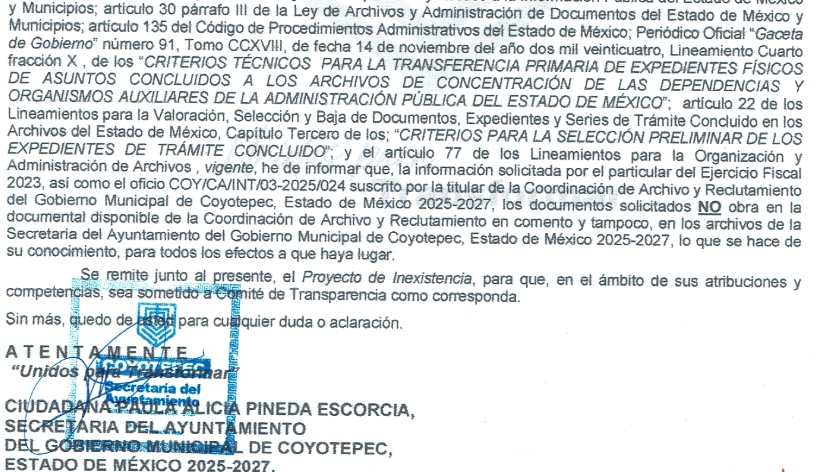 y Municipios; artículo 30 párrafo III de la Ley de Archivos y Administración de Documentos del Estado de México y
Municipios; artículo 135 del Código de Procedimientos Administrativos del Estado de México; Periódico Oficial "Gaceta
de Gobierno" número 91, Tomo CCXVIII, de fecha 14 de noviembre del año dos mil veinticuatro, Lineamiento Cuarto
fracción X , de los "CRITERIOS TÉCNICOS PARA LA TRANSFERENCIA PRIMARIA DE EXPEDIENTES FÍSICOS
DE ASUNTOS CONCLUIDOS A LOS ARCHIVOS DE CONCENTRACIÓN DE LAS DEPENDENCIAS Y
ORGANISMOS AUXILIARES DE LA ADMINISTRACIÓN PÚBLICA DEL ESTADO DE MÉXICO"; artículo 22 de los
Lineamientos para la Valoración, Selección y Baja de Documentos, Expedientes y Series de Trámite Concluido en los
Archivos del Estado de México, Capítulo Tercero de los; "CRITERIOS PARA LA SELECCIÓN PRELIMINAR DE LOS
EXPEDIENTES DE TRÁMITE CONCLUIDO"; y el artículo 77 de los Lineamientos para la Organización y
Administración de Archivos , vigente, he de informar que, la información solicitada por el particular del Ejercicio Fiscal
2023, así como el oficio COY/CA/INT/03-2025/024 suscrito por la titular de la Coordinación de Archivo y Reclutamiento
del Gobierno Municipal de Coyotepec, Estado de México 2025-2027, los documentos solicitados NO obra en la
documental disponible de la Coordinación de Archivo y Reclutamiento en comento y tampoco, en los archivos de la
Secretaria del Ayuntamiento del Gobierno Municipal de Coyotepec, Estado de México 2025-2027, lo que se hace de
su conocimiento, para todos los efectos a que haya lugar.
Se remite junto al presente, el Proyecto de Inexistencia, para que, en el ámbito de sus atribuciones y
competencias, sea sometido a Comité de Transparencia como corresponda.
Sin más, quedo de usted para cualquier duda o aclaración.
A T E N T A M E N T E
"Unidos para Transformar"
COYOTEPEC
Secretaría del
Ayuntamiento
CIUDADANA PAULA ALICIA PINEDA ESCORCIA,
SECRETARIA DEL AYUNTAMIENTO
DEL GOBIERNO MUNICIPAL DE COYOTEPEC,
ESTADO DE MÉXICO 2025-2027.